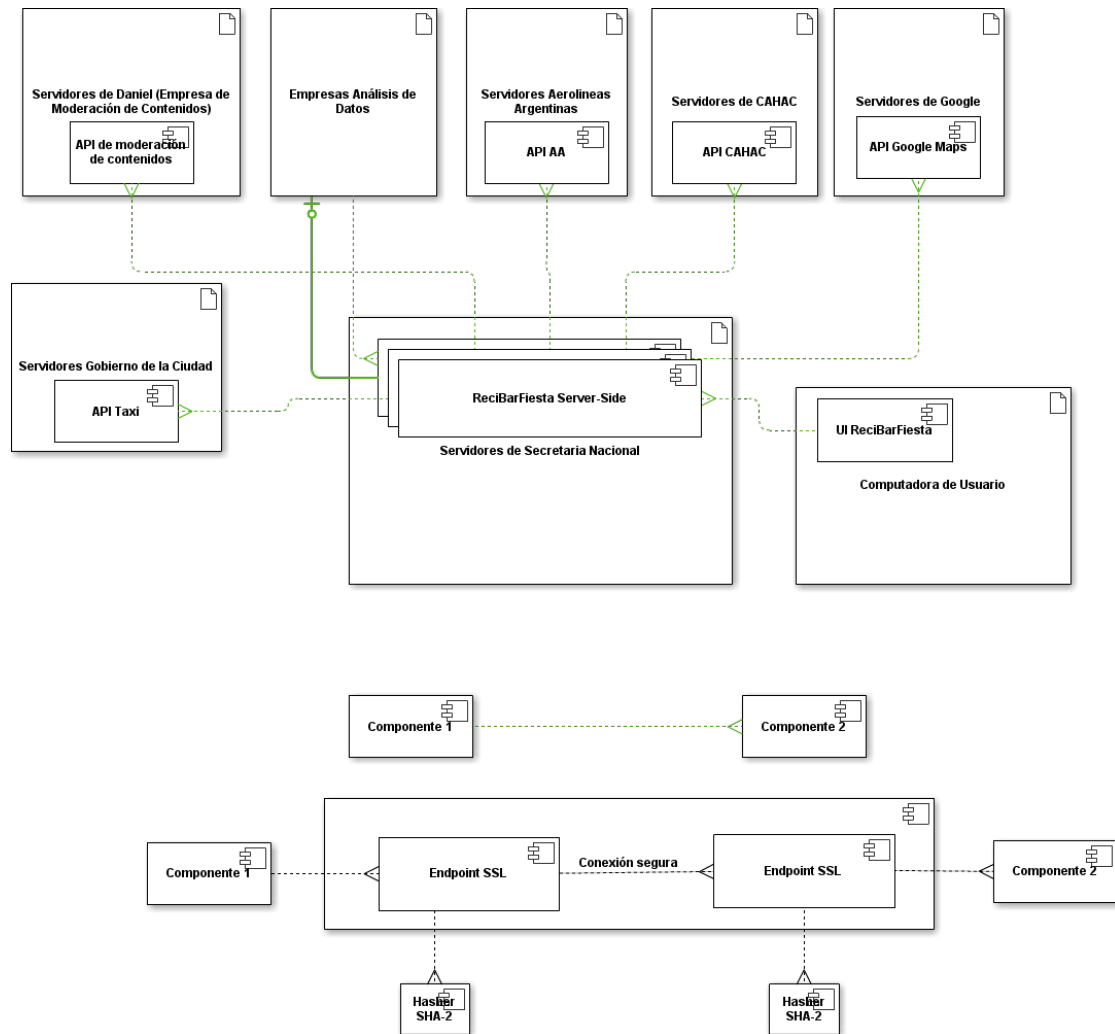 Servidores de Daniel (Empresa de
Moderación de Contenidos)
API de moderación
de contenidos
Empresas Análisis de
Datos
Servidores Aerolineas
Argentinas
API AA
Servidores de CAHAC
API CAHAC
Servidores de Google
API Google Maps
Servidores Gobierno de la Ciudad
API Taxi
ReciBarFiesta Server-Side
Servidores de Secretaria Nacional
UI ReciBarFiesta
Computadora de Usuario
Componente 1
Componente 2
Componente 1
Endpoint SSL
Conexión segura
Endpoint SSL
Componente 2
Hasher
SHA-2
Hasher
SHA-2